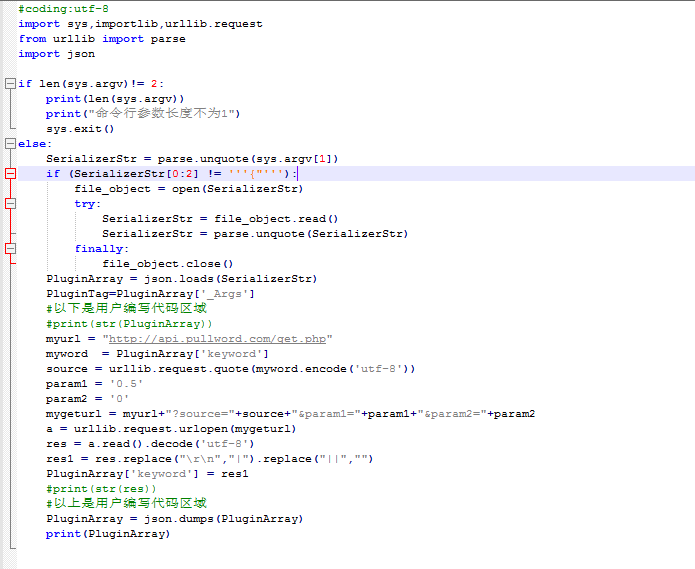 #coding:utf-8
import sys,importlib,urllib.request
from urllib import parse
import json
if len(sys.argv)!= 2:
    print(len(sys.argv))
    print("命令行参数长度不为1")
    sys.exit()
else:
    SerializerStr = parse.unquote(sys.argv[1])
    if (SerializerStr[0:2] != '''{"'''):
        file_object = open(SerializerStr)
        try:
            SerializerStr = file_object.read()
            SerializerStr = parse.unquote(SerializerStr)
        finally:
            file_object.close()
    PluginArray = json.loads(SerializerStr)
    PluginTag=PluginArray['_Args']
    #以下是用户编写代码区域
    #print(str(PluginArray))
    myurl = "http://api.pullword.com/get.php"
    myword  = PluginArray['keyword']
    source = urllib.request.quote(myword.encode('utf-8'))
    param1 = '0.5'
    param2 = '0'
    mygeturl = myurl+"?source="+source+"&param1="+param1+"&param2="+param2
    a = urllib.request.urlopen(mygeturl)
    res = a.read().decode('utf-8')
    res1 = res.replace("\r\n","|").replace("||","")
    PluginArray['keyword'] = res1
    #print(str(res))
    #以上是用户编写代码区域
    PluginArray = json.dumps(PluginArray)
    print(PluginArray)